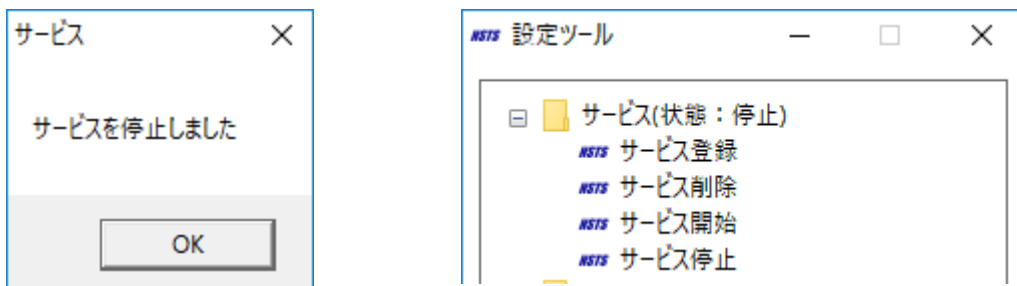 サービス
サービスを停止しました
OK
NSTS 設定ツール
サービス(状態：停止)
NSTS サービス登録
NSTS サービス削除
NSTS サービス開始
NSTS サービス停止